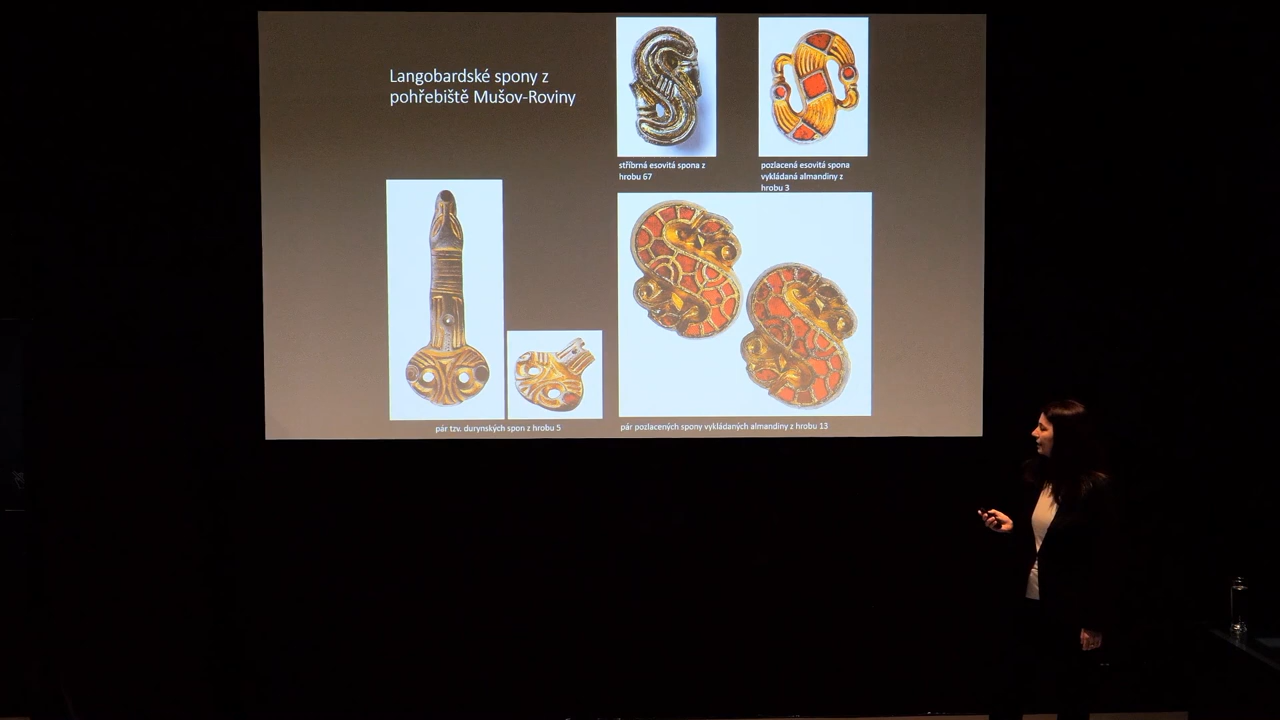 Langobardské spony z
pohřebiště Mušov-Roviny
stříbrná esovitá spona z
hrobu 67
pozlacená esovitá spona
vykládaná almandiny z
hrobu 3
pár tzv. durynských spon z hrobu 5
pár pozlacených spony vykládaných almandiny z hrobu 13